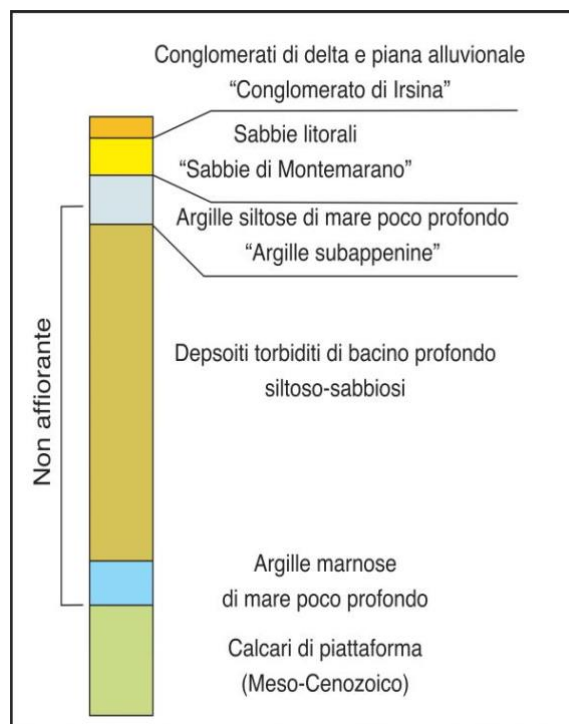 Conglomerati di delta e piana alluvionale
“Conglomerato di Irsina”
Sabbie litorali
“Sabbie di Montemarano”
Argille siltose di mare poco profondo
“Argille subappenine”
Depsoiti torbiditi di bacino profondo
siltoso-sabbiosi
Non affiorante
Argille marnose
di mare poco profondo
Calcari di piattaforma
(Meso-Cenozoico)